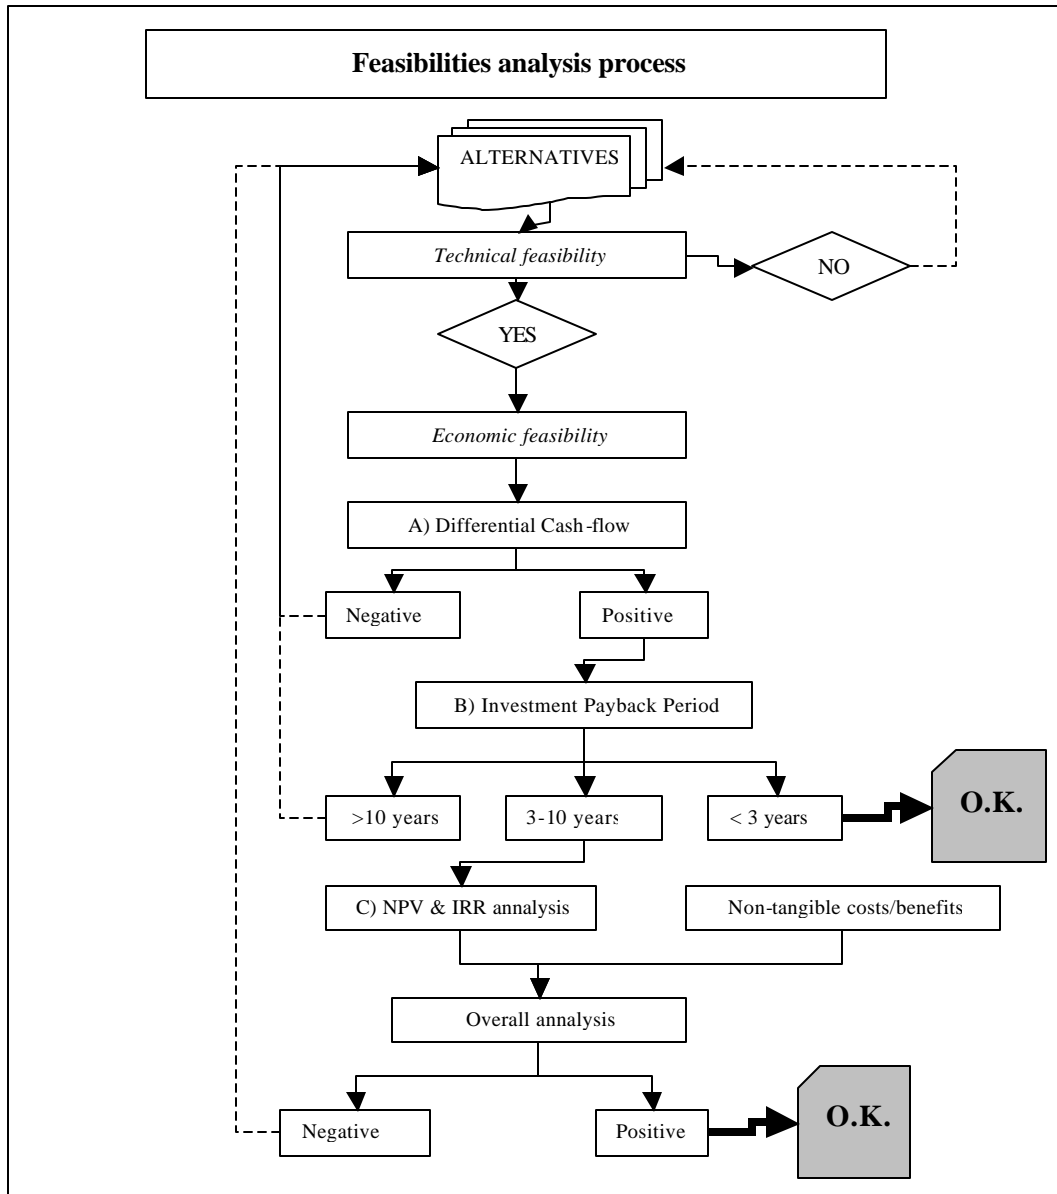 Feasibilities analysis process
ALTERNATIVES
Technical feasibility
NO
YES
Economic feasibility
A) Differential Cash-flow
Negative
Positive
B) Investment Payback Period
>10 years
3-10 years
< 3 years
O.K.
C) NPV & IRR annalysis
Non-tangible costs/benefits
Overall annalysis
Negative
Positive
O.K.